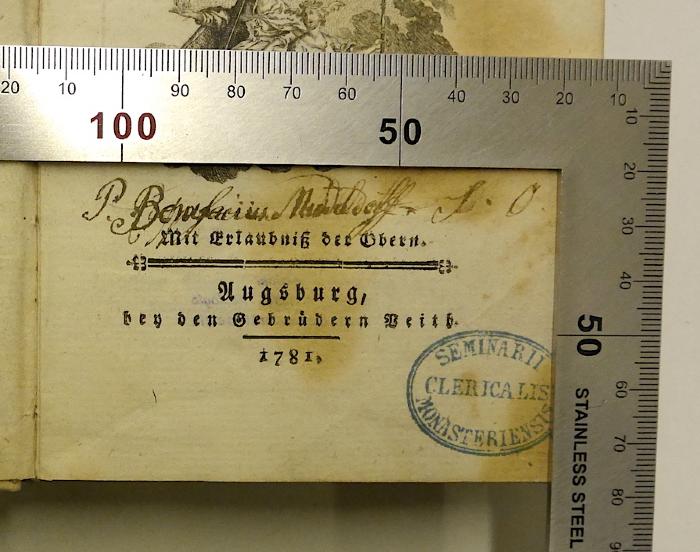 20 10 90 80 70 60 40 30 20 10
100 50
10
20
30
40
50
60
70
80
STAINLESS STEEL
P. Bonifacius S. O.
Mit Erlaubniß der Obern.
Augsburg,
bey den Gebrüdern Veith.
1781.
SEMINARII
CLERICALIS
MONASTERIENSIS